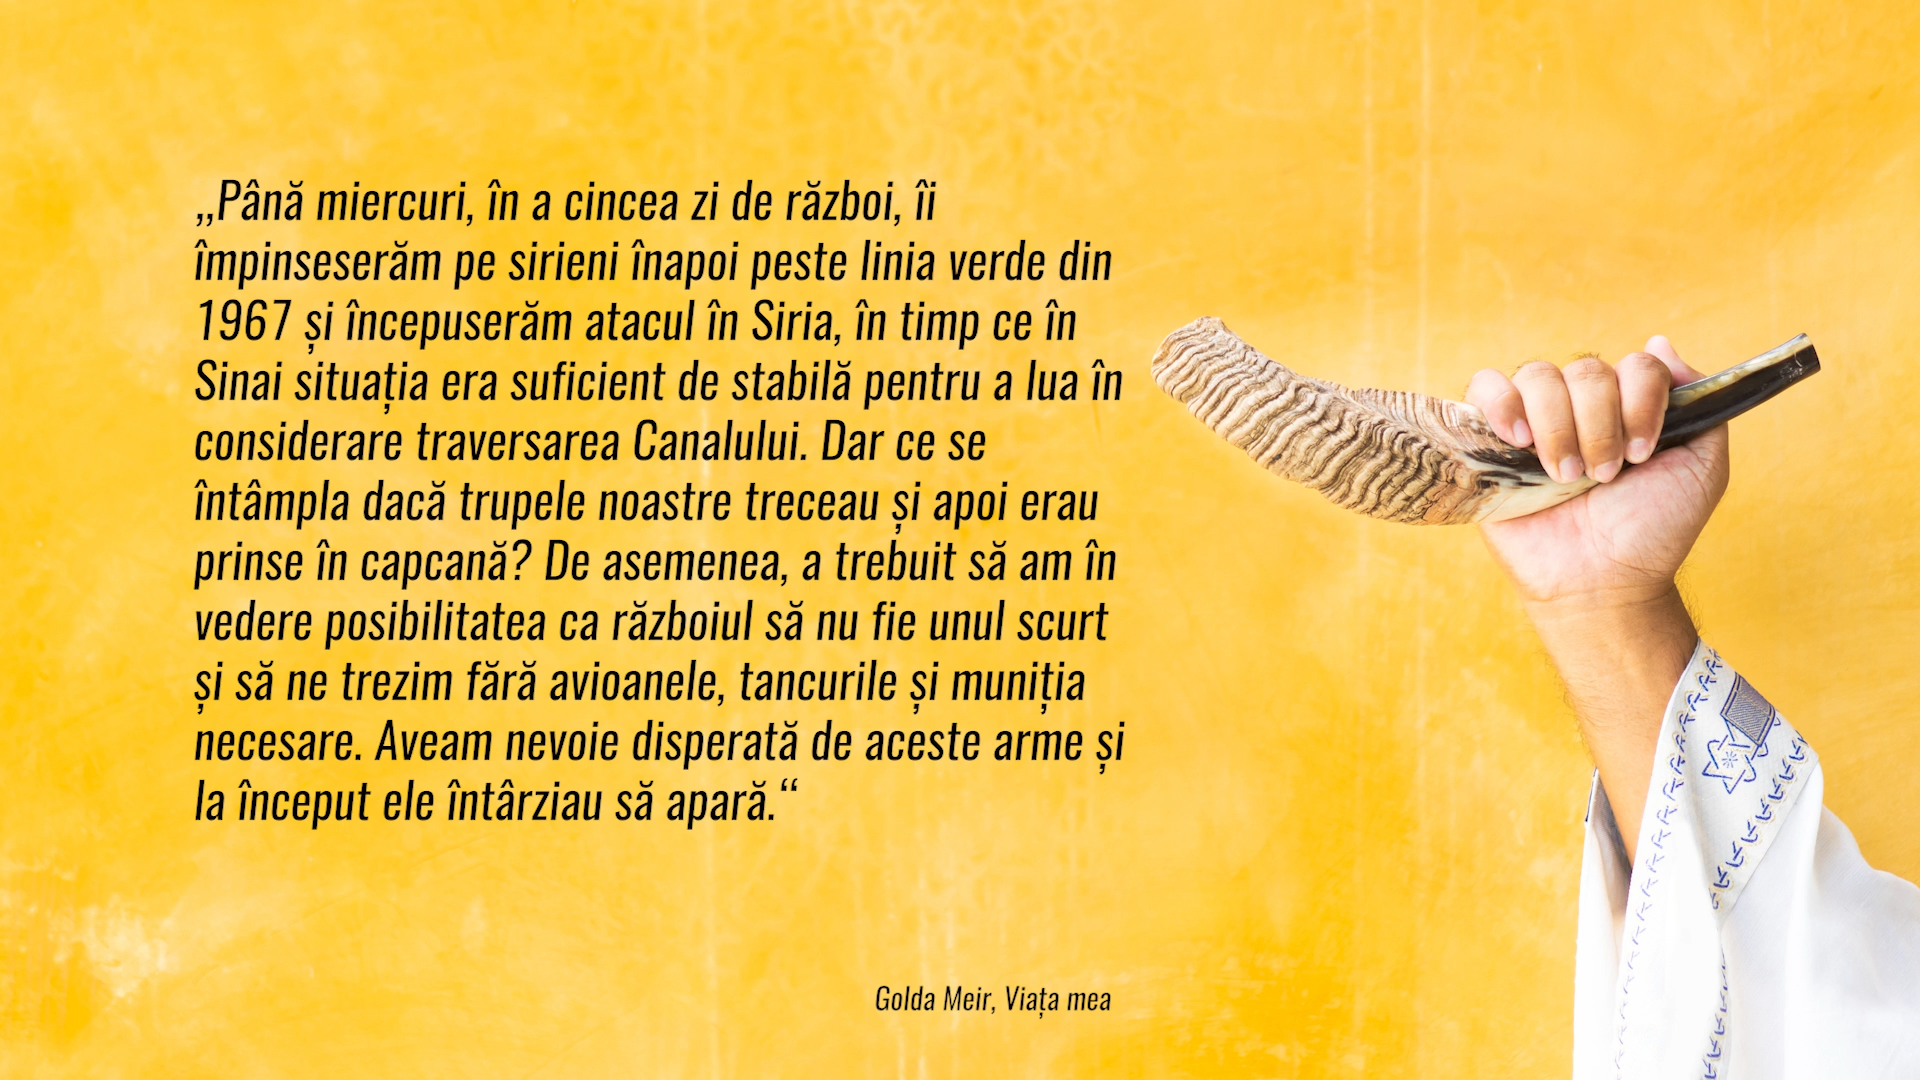 „Până miercuri, în a cincea zi de război, îi
împinseserăm pe sirieni înapoi peste linia verde din
1967 și începuserăm atacul în Siria, în timp ce în
Sinai situația era suficient de stabilă pentru a lua în
considerare traversarea Canalului. Dar ce se
întâmpla dacă trupele noastre treceau și apoi erau
prinse în capcană? De asemenea, a trebuit să am în
vedere posibilitatea ca războiul să nu fie unul scurt
și să ne trezim fără avioanele, tancurile și muniția
necesare. Aveam nevoie disperată de aceste arme și
la început ele întârziau să apară.“
Golda Meir, Viața mea